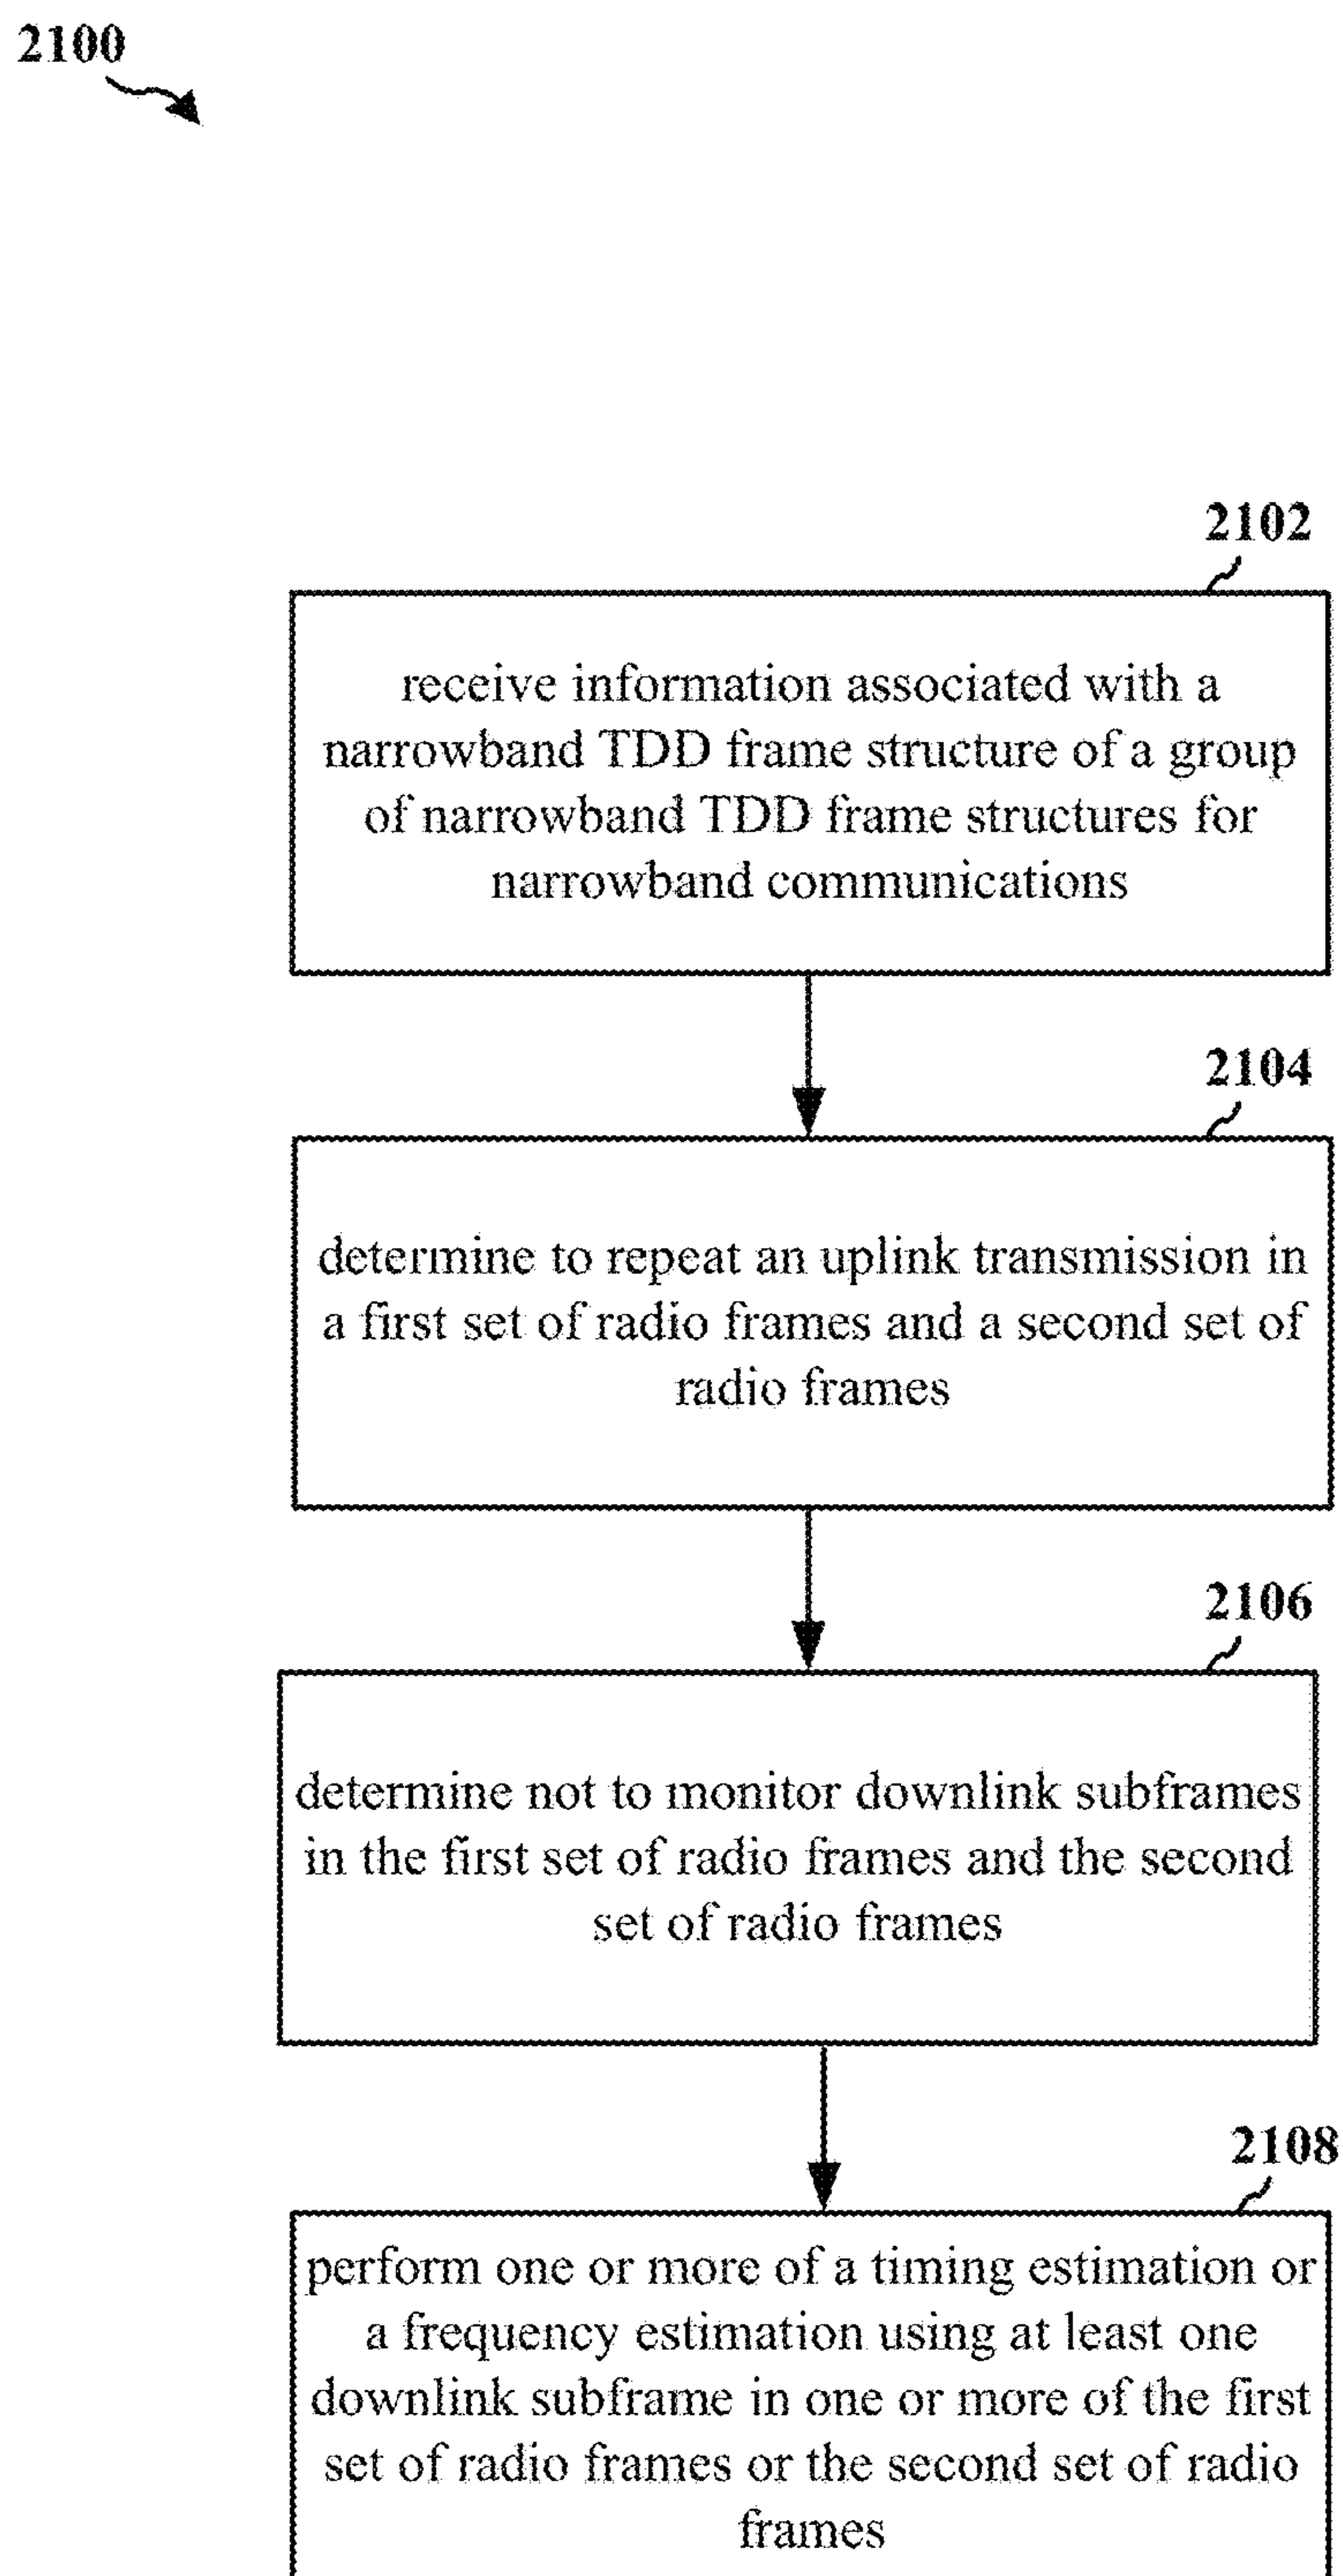 2100
2102
receive information associated with a
narrowband TDD frame structure of a group
of narrowband TDD frame structures for
narrowband communications
2104
determine to repeat an uplink transmission in
a first set of radio frames and a second set of
radio frames
2106
determine not to monitor downlink subframes
in the first set of radio frames and the second
set of radio frames
2108
perform one or more of a timing estimation or
a frequency estimation using at least one
downlink subframe in one or more of the first
set of radio frames or the second set of radio
frames